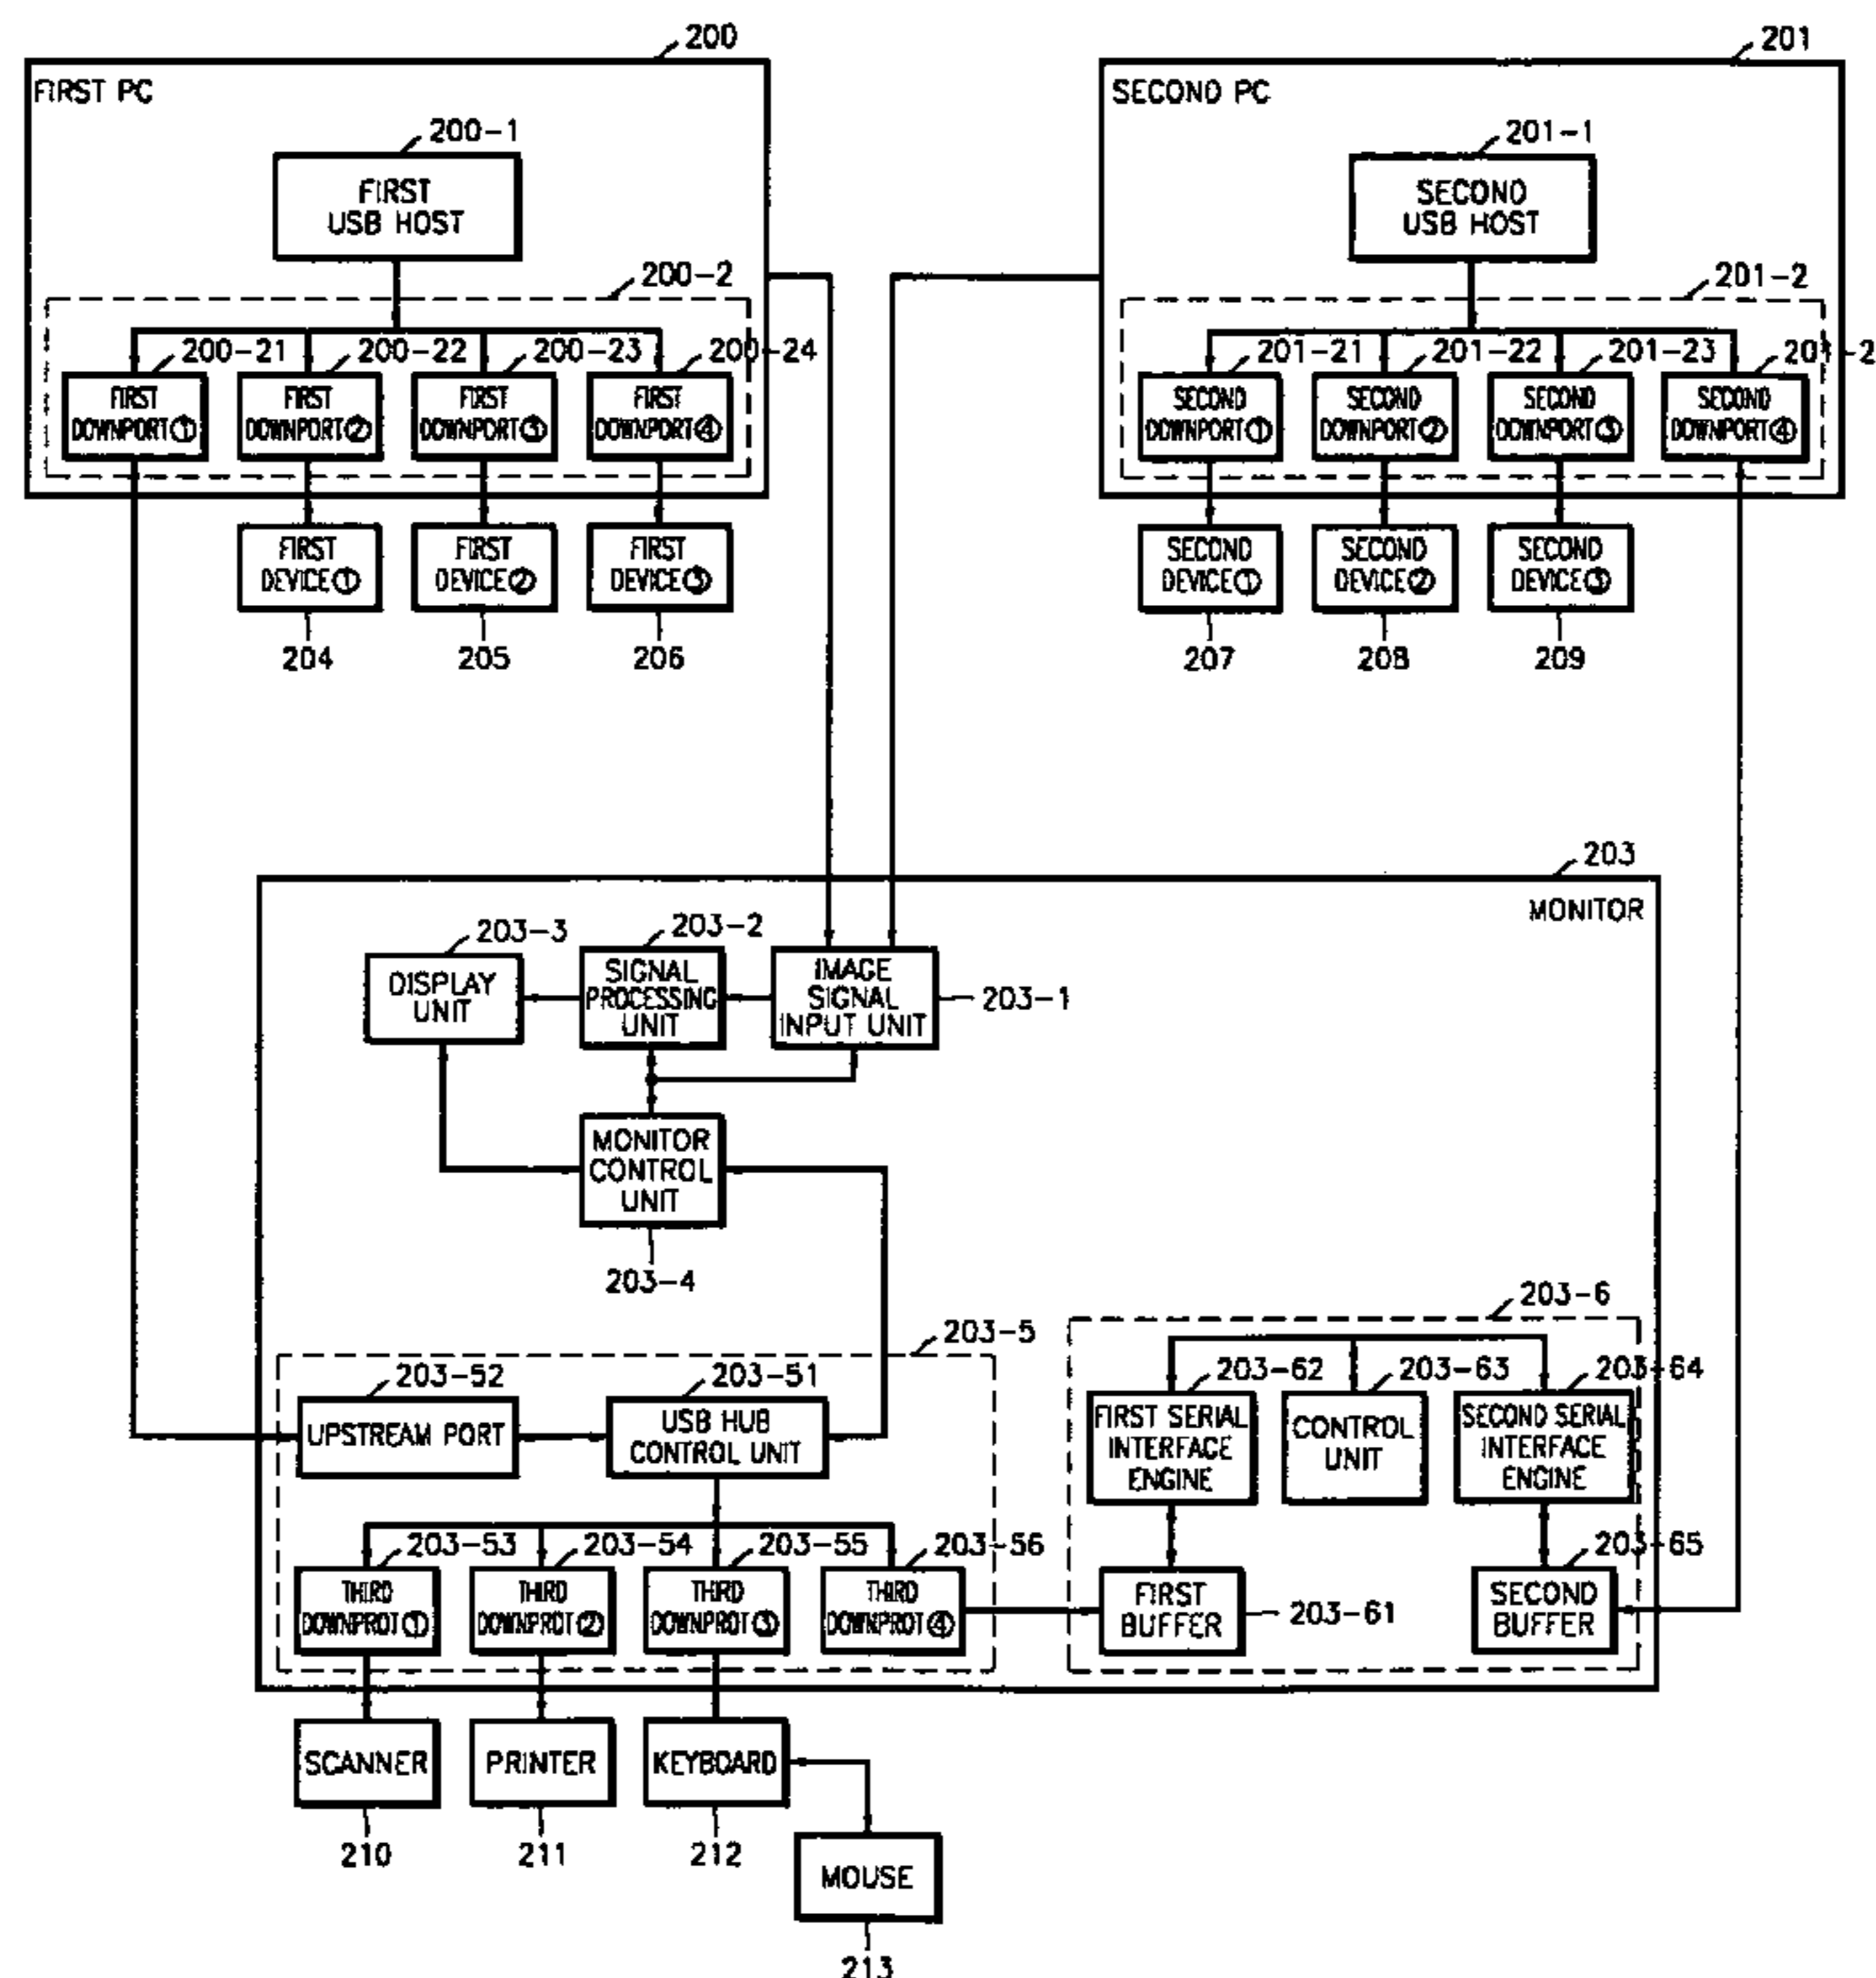 200
201
FIRST PC
SECOND PC
200-1
201-1
FIRST
USB HOST
SECOND
USB HOST
200-2
201-2
200-21
200-22
200-23
200-24
201-21
201-22
201-23
201-2
FIRST
DOWNPORT①
FIRST
DOWNPORT②
FIRST
DOWNPORT③
FIRST
DOWNPORT④
SECOND
DOWNPORT①
SECOND
DOWNPORT②
SECOND
DOWNPORT③
SECOND
DOWNPORT④
FIRST
DEVICE①
FIRST
DEVICE②
FIRST
DEVICE③
SECOND
DEVICE①
SECOND
DEVICE②
SECOND
DEVICE③
204
205
206
207
208
209
203
MONITOR
203-3
203-2
DISPLAY
UNIT
SIGNAL
PROCESSING
UNIT
IMAGE
SIGNAL
INPUT UNIT
203-1
MONITOR
CONTROL
UNIT
203-4
203-6
203-5
203-52
203-51
203-62
203-63
203-64
UPSTREAM PORT
USB HUB
CONTROL UNIT
FIRST SERIAL
INTERFACE
ENGINE
CONTROL
UNIT
SECOND SERIAL
INTERFACE
ENGINE
203-53
203-54
203-55
203-56
203-65
THIRD
DOWNPROT①
THIRD
DOWNPROT②
THIRD
DOWNPROT③
THIRD
DOWNPROT④
FIRST
BUFFER
203-61
SECOND
BUFFER
SCANNER
PRINTER
KEYBOARD
210
211
212
MOUSE
213